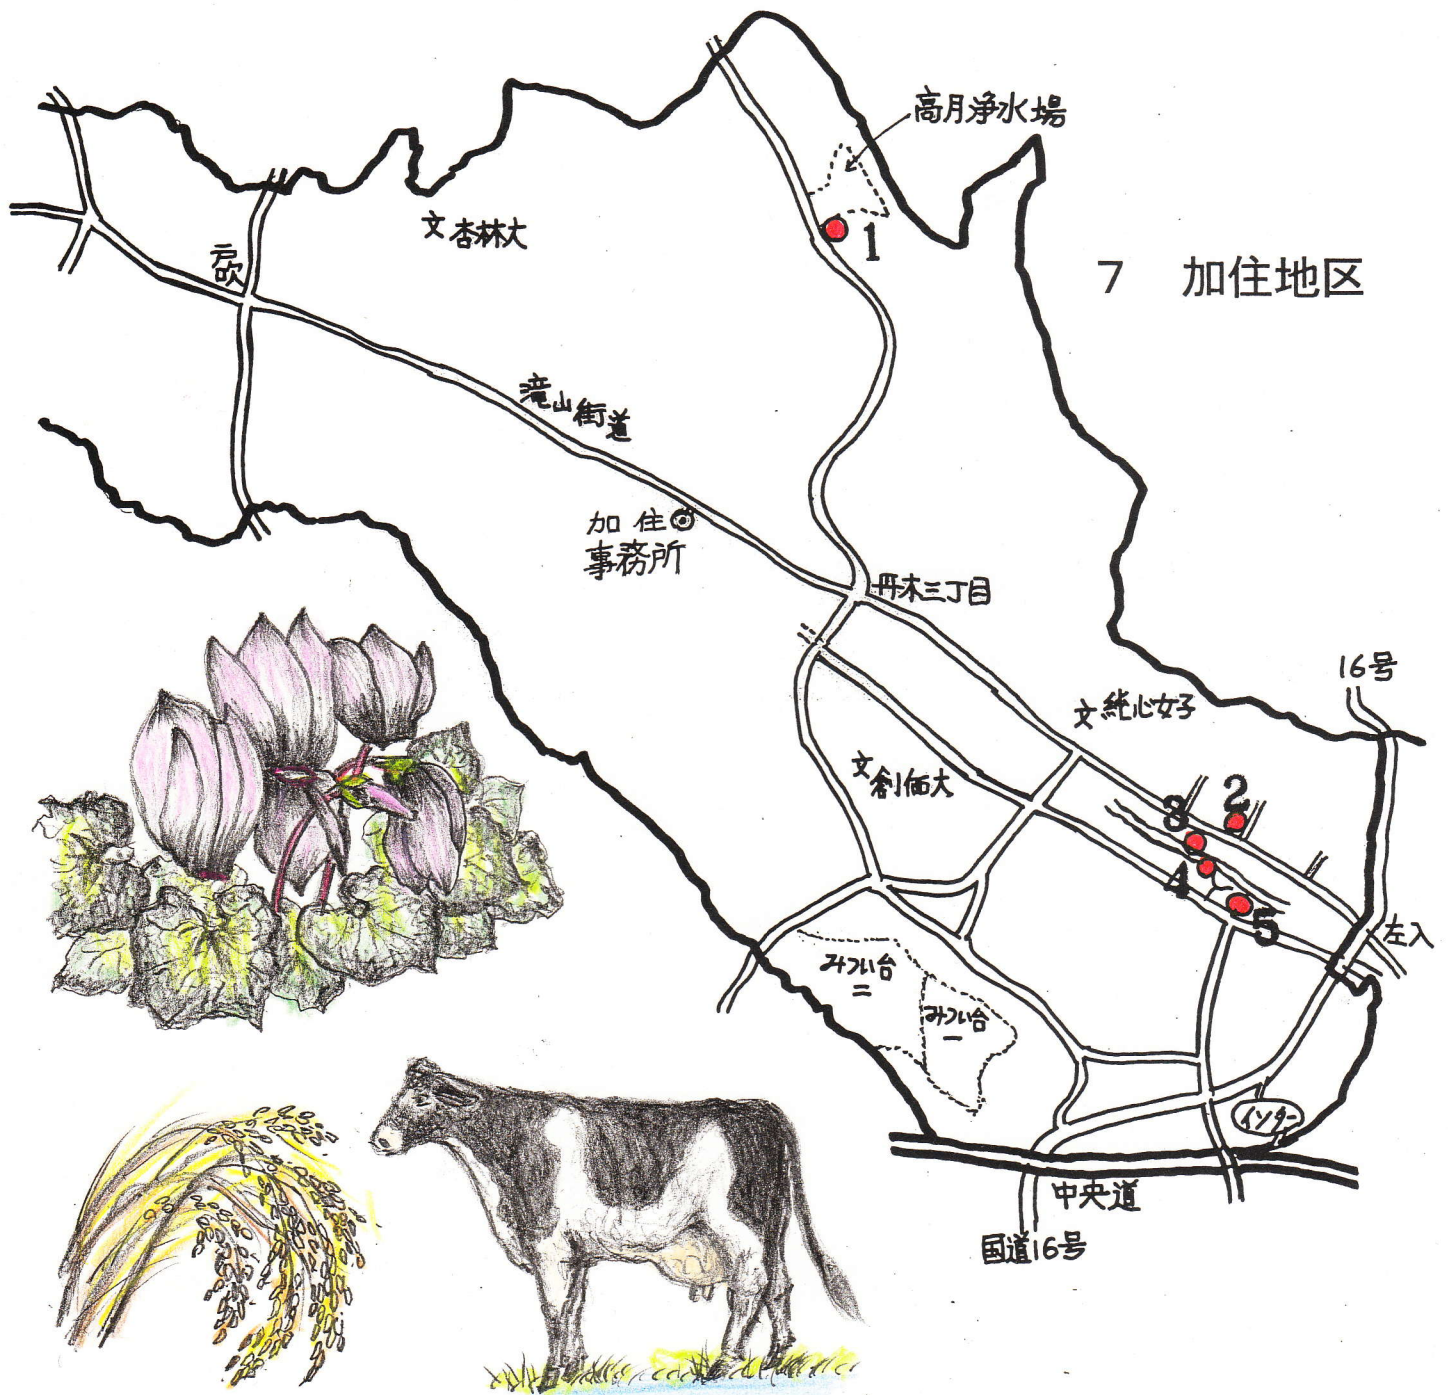 高月浄水場
1
7 加住地区
文 杏林大
戸吹
滝山街道
加住
事務所
丹木三丁目
16号
文 純心女子
文 創価大
3
2
4
5
左入
みつい台
二
みつい台
一
インター
中央道
国道16号